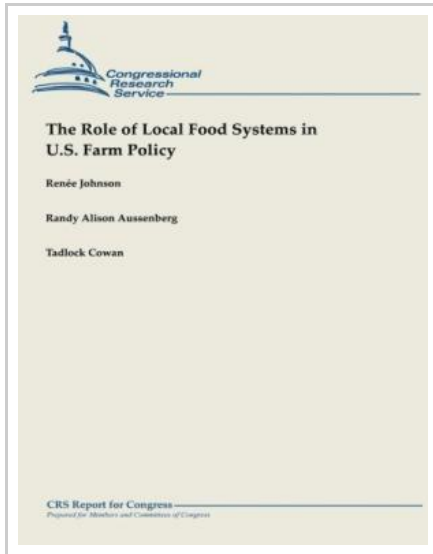 Congressional
Research
Service
The Role of Local Food Systems in
U.S. Farm Policy
Renée Johnson
Randy Alison Aussenberg
Tadlock Cowan
CRS Report for Congress
Prepared for Members and Committees of Congress